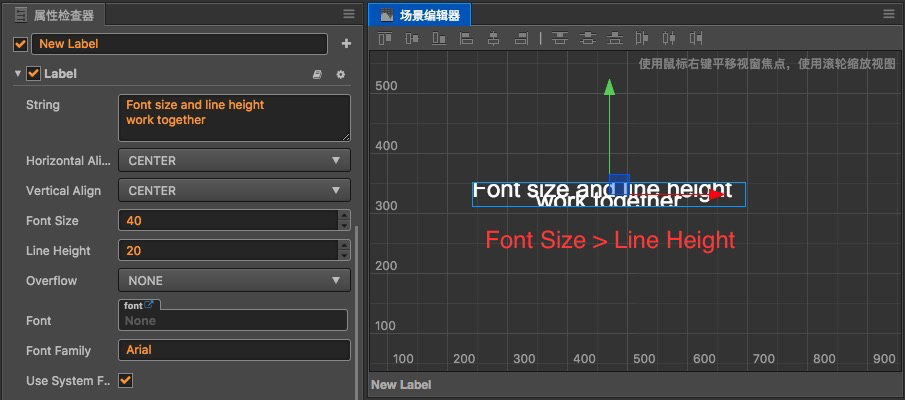 属性检查器
New Label
Label
String
Font size and line height
work together
Horizontal Ali...
CENTER
Vertical Align
CENTER
Font Size
40
Line Height
20
Overflow
NONE
font
Font
None
Font Family
Arial
Use System F..
场景编辑器
使用鼠标右键平移视窗焦点，使用滚轮缩放视图
500
400
300
200
100
Font size and line height
work together
Font Size > Line Height
100 200 300 400 500 600 700 800 900
New Label